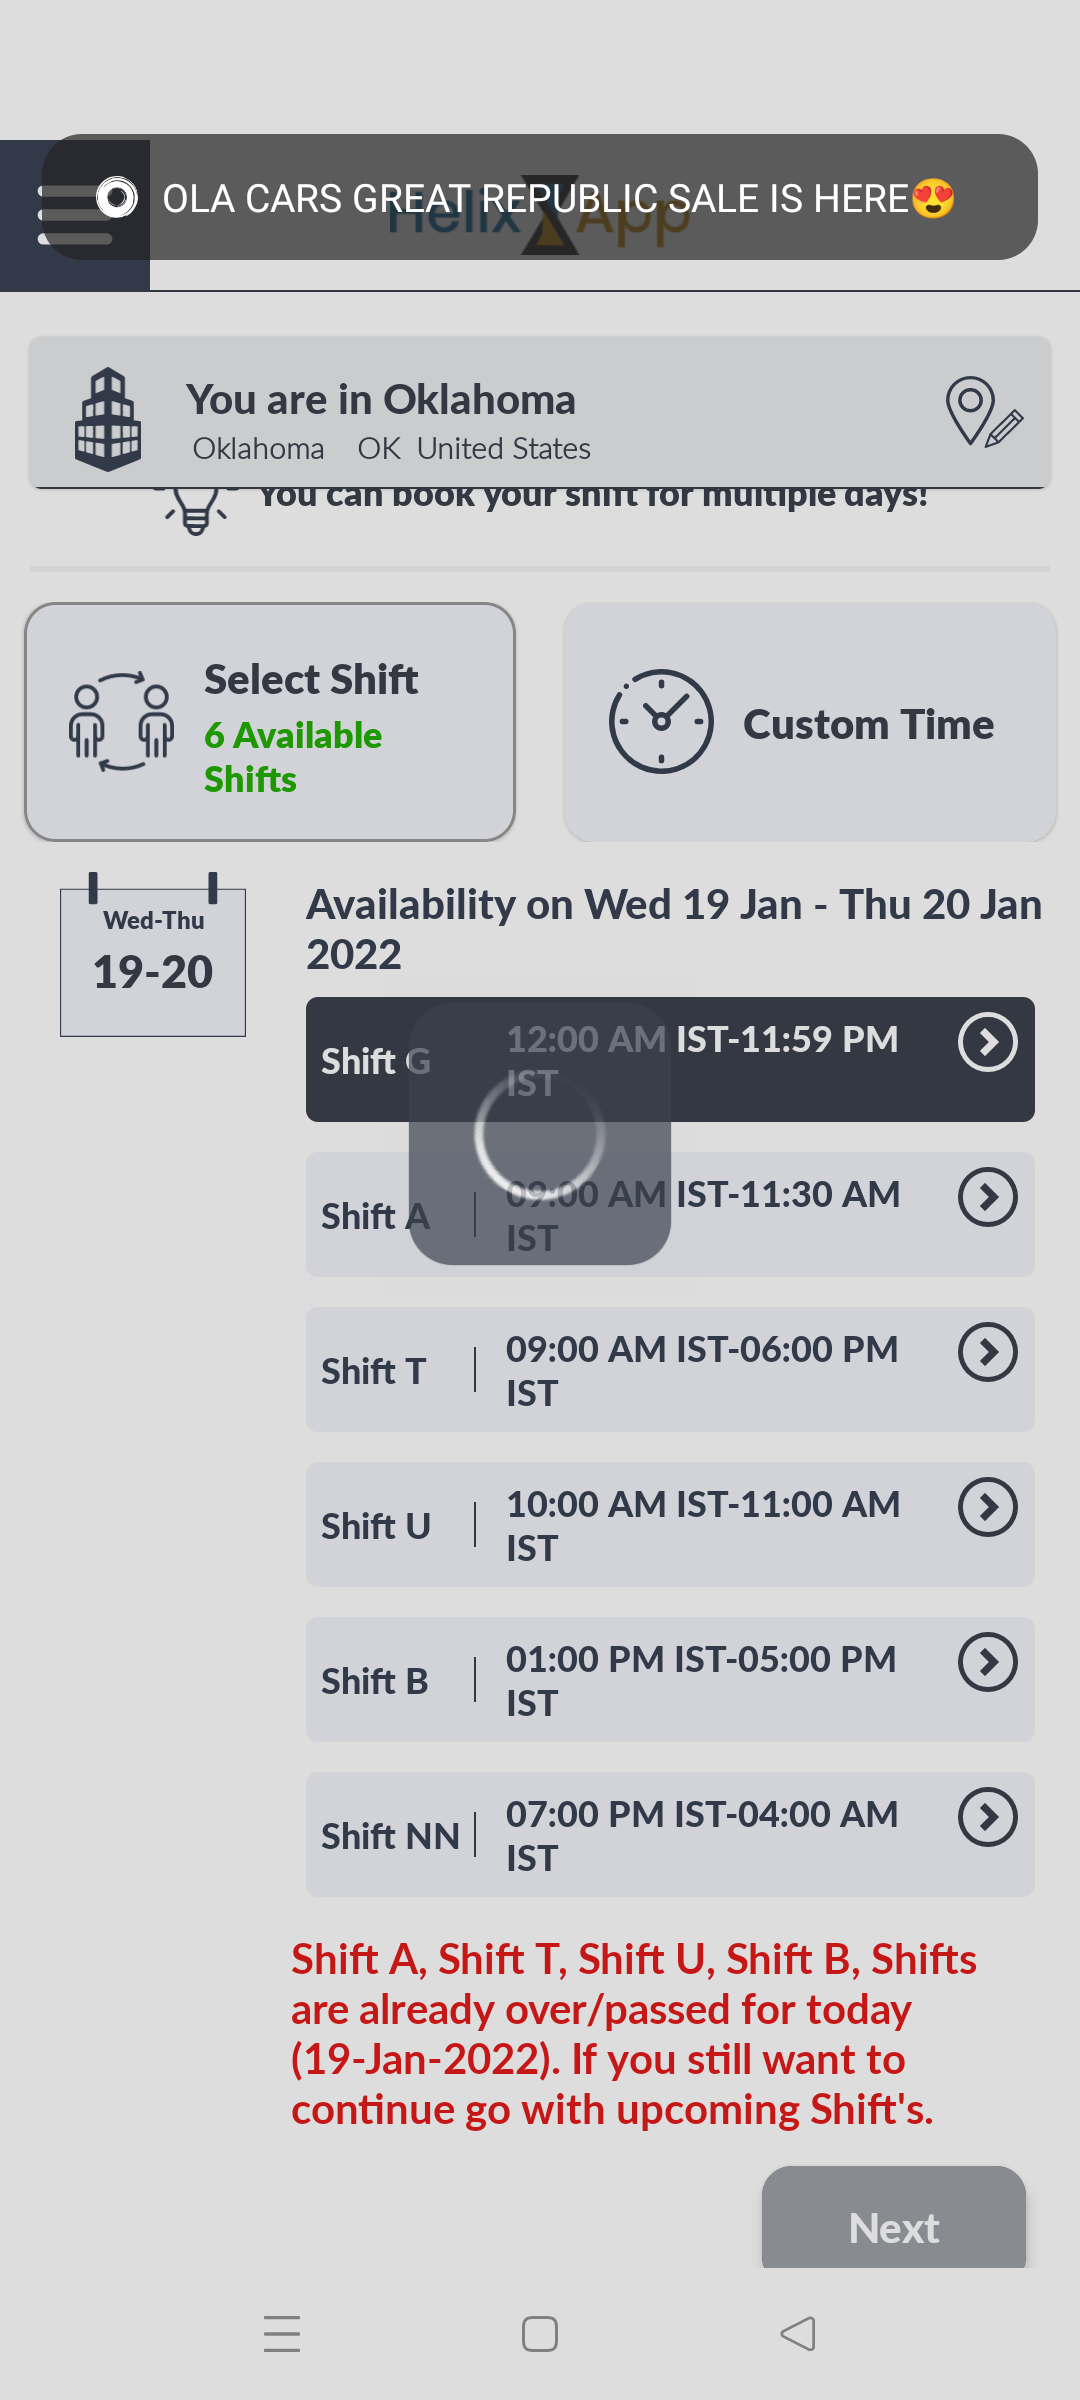 OLA CARS GREAT REPUBLIC SALE IS HERE😍
Helix App
You are in Oklahoma
Oklahoma OK United States
You can book your shift for multiple days!
Select Shift
6 Available
Shifts
Custom Time
Wed-Thu
19-20
Availability on Wed 19 Jan - Thu 20 Jan
2022
Shift G
12:00 AM IST-11:59 PM
IST
Shift A
09:00 AM IST-11:30 AM
IST
Shift T
09:00 AM IST-06:00 PM
IST
Shift U
10:00 AM IST-11:00 AM
IST
Shift B
01:00 PM IST-05:00 PM
IST
Shift NN
07:00 PM IST-04:00 AM
IST
Shift A, Shift T, Shift U, Shift B, Shifts
are already over/passed for today
(19-Jan-2022). If you still want to
continue go with upcoming Shift's.
Next